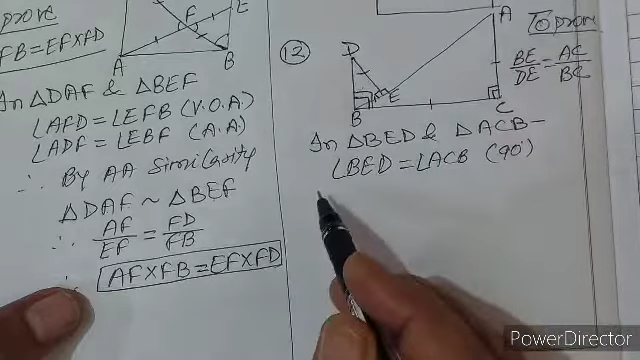 prove
FB=EF×FD
E
F
A
B
In ΔDAF & ΔBEF
∠AFD = ∠EFB (V.O.A)
∠ADF = ∠EBF (A.A)
∴ By AA Similarity
ΔDAF ~ ΔBEF
∴ AF/EF = FD/FB
∴ AF×FB=EF×FD
12
A
To prove
D
BE/DE = AC/BC
E
B
C
In ΔBED & ΔACB-
∠BED = ∠ACB (90°)
PowerDirector